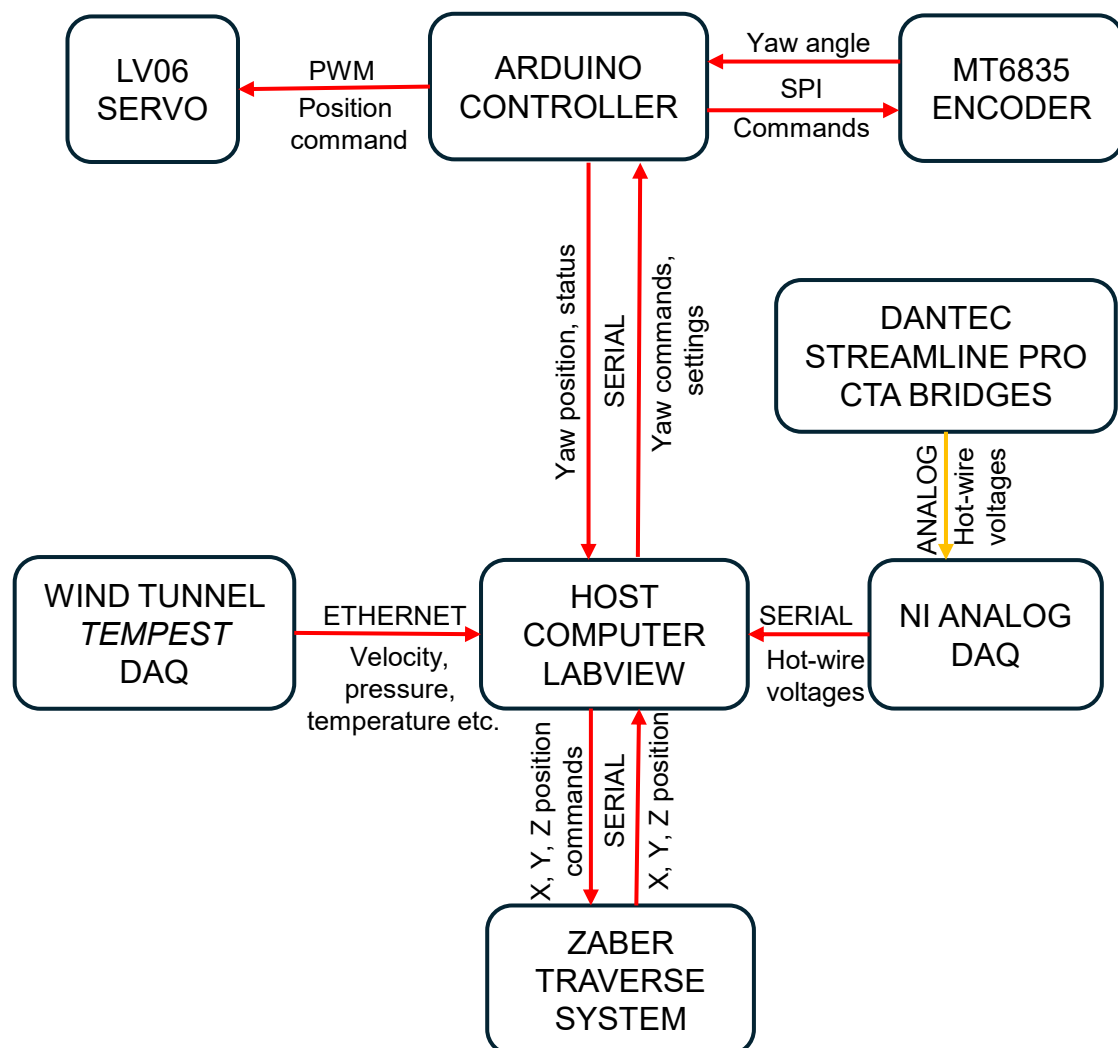 LV06
SERVO
PWM
Position
command
ARDUINO
CONTROLLER
Yaw angle
SPI
Commands
MT6835
ENCODER
Yaw position, status
SERIAL
Yaw commands,
settings
DANTEC
STREAMLINE PRO
CTA BRIDGES
ANALOG
Hot-wire
voltages
WIND TUNNEL
TEMPEST
DAQ
ETHERNET
Velocity,
pressure,
temperature etc.
HOST
COMPUTER
LABVIEW
SERIAL
Hot-wire
voltages
NI ANALOG
DAQ
X, Y, Z position
commands
SERIAL
X, Y, Z position
ZABER
TRAVERSE
SYSTEM